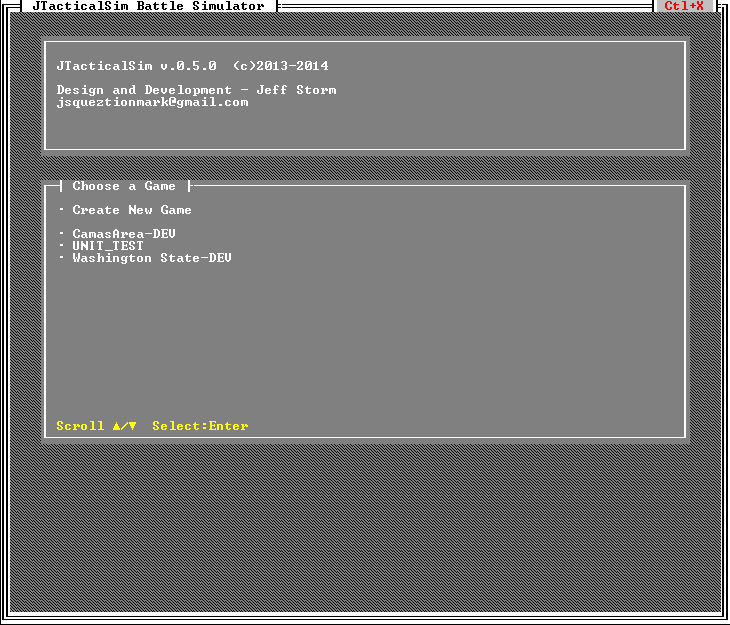 JTacticalSim Battle Simulator
Ctl+X
JTacticalSim v.0.5.0  (c)2013-2014
Design and Development - Jeff Storm
jsqueztionmark@gmail.com
Choose a Game
· Create New Game
· CamasArea-DEV
· UNIT_TEST
· Washington State-DEV
Scroll ▲/▼  Select:Enter